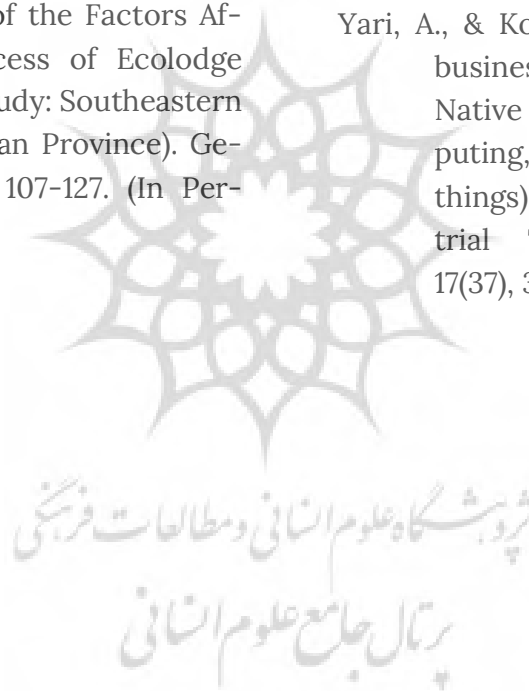 of the Factors Af-
cess of Ecolodge
udy: Southeastern
an Province). Ge-
107-127. (In Per-
Yari, A., & Ko
busines
Native
puting,
things)
trial
17(37), 3
پژوهشگاه علوم انسانی و مطالعات فرهنگی
پرتال جامع علوم انسانی